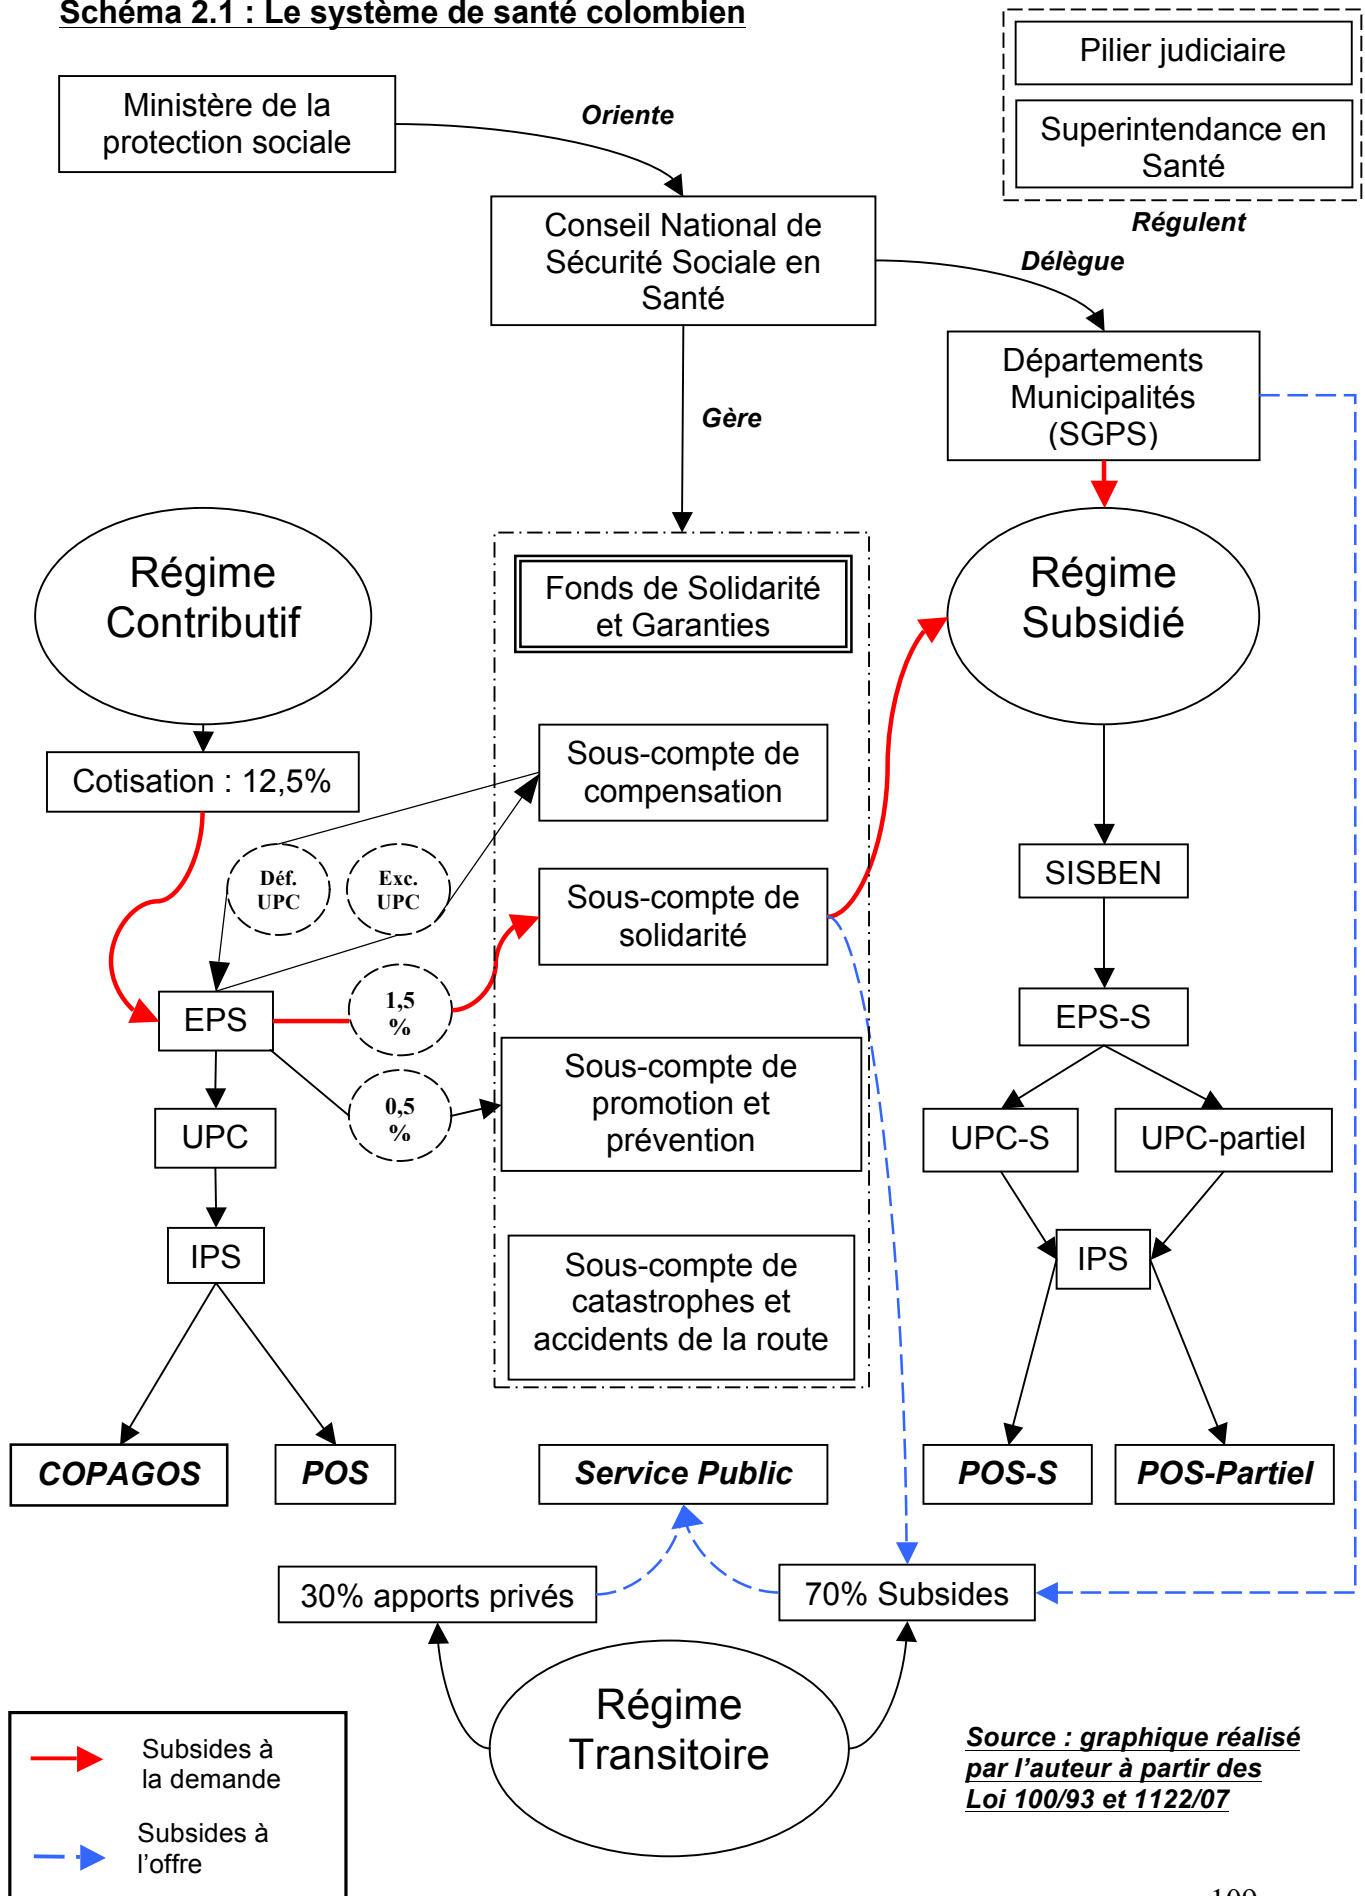 Schéma 2.1 : Le système de santé colombien
Pilier judiciaire
Superintendance en
Santé
Régulent
Ministère de la
protection sociale
Oriente
Conseil National de
Sécurité Sociale en
Santé
Délègue
Départements
Municipalités
(SGPS)
Gère
Régime
Contributif
Fonds de Solidarité
et Garanties
Régime
Subsidié
Cotisation : 12,5%
Sous-compte de
compensation
Déf.
UPC
Exc.
UPC
Sous-compte de
solidarité
SISBEN
EPS
1,5
%
EPS-S
Sous-compte de
promotion et
prévention
0,5
%
UPC
UPC-S
UPC-partiel
IPS
Sous-compte de
catastrophes et
accidents de la route
IPS
COPAGOS
POS
Service Public
POS-S
POS-Partiel
30% apports privés
70% Subsides
Régime
Transitoire
Subsides à
la demande
Subsides à
l'offre
Source : graphique réalisé
par l'auteur à partir des
Loi 100/93 et 1122/07